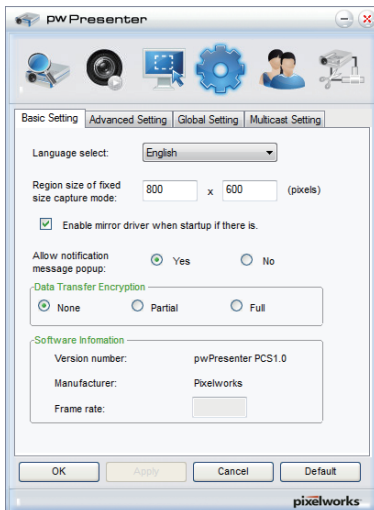 pwPresenter
Basic Setting Advanced Setting Global Setting Multicast Setting
Language select: English
Region size of fixed
size capture mode: 800 x 600 (pixels)
Enable mirror driver when startup if there is.
Allow notification
message popup: Yes No
Data Transfer Encryption
None Partial Full
Software Infomation
Version number: pwPresenter PCS1.0
Manufacturer: Pixelworks
Frame rate:
OK Apply Cancel Default
pixelworks